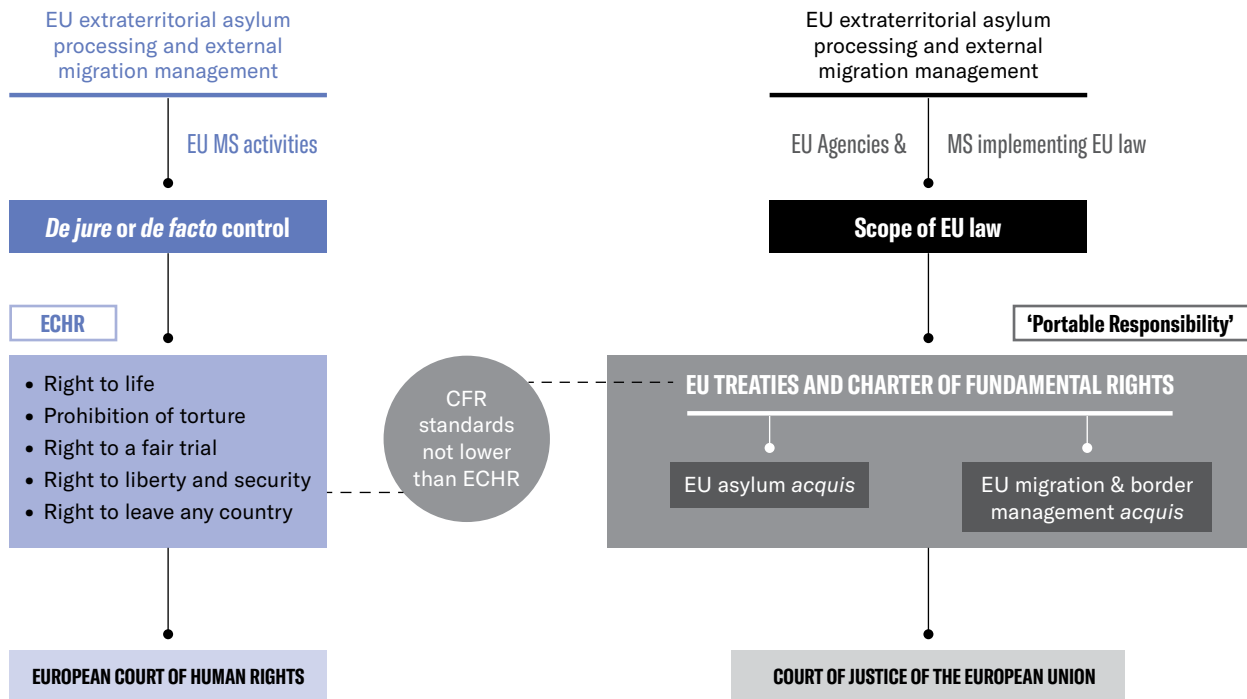 EU extraterritorial asylum
processing and external
migration management
EU MS activities
De jure or de facto control
ECHR
• Right to life
• Prohibition of torture
• Right to a fair trial
• Right to liberty and security
• Right to leave any country
EUROPEAN COURT OF HUMAN RIGHTS
CFR
standards
not lower
than ECHR
EU extraterritorial asylum
processing and external
migration management
EU Agencies & MS implementing EU law
Scope of EU law
‘Portable Responsibility’
EU TREATIES AND CHARTER OF FUNDAMENTAL RIGHTS
EU asylum acquis
EU migration & border
management acquis
COURT OF JUSTICE OF THE EUROPEAN UNION